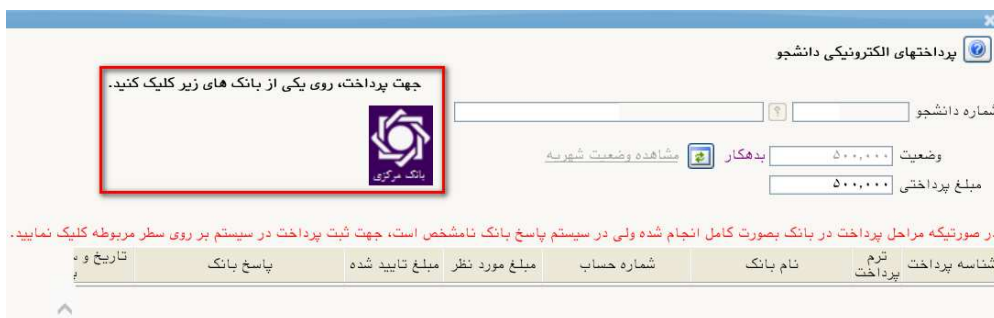 پرداختهای الکترونیکی دانشجو
جهت پرداخت، روی یکی از بانک های زیر کلیک کنید.
بانک مرکزی
شماره دانشجو
وضعیت ۵۰۰,۰۰۰ بدهکار مشاهده وضعیت شهریه
مبلغ پرداختی ۵۰۰,۰۰۰
در صورتیکه مراحل پرداخت در بانک بصورت کامل انجام شده ولی در سیستم پاسخ بانک نامشخص است، جهت ثبت پرداخت در سیستم بر روی سطر مربوطه کلیک نمایید.
شناسه پرداخت ترم پرداخت نام بانک شماره حساب مبلغ مورد نظر مبلغ تایید شده پاسخ بانک تاریخ و